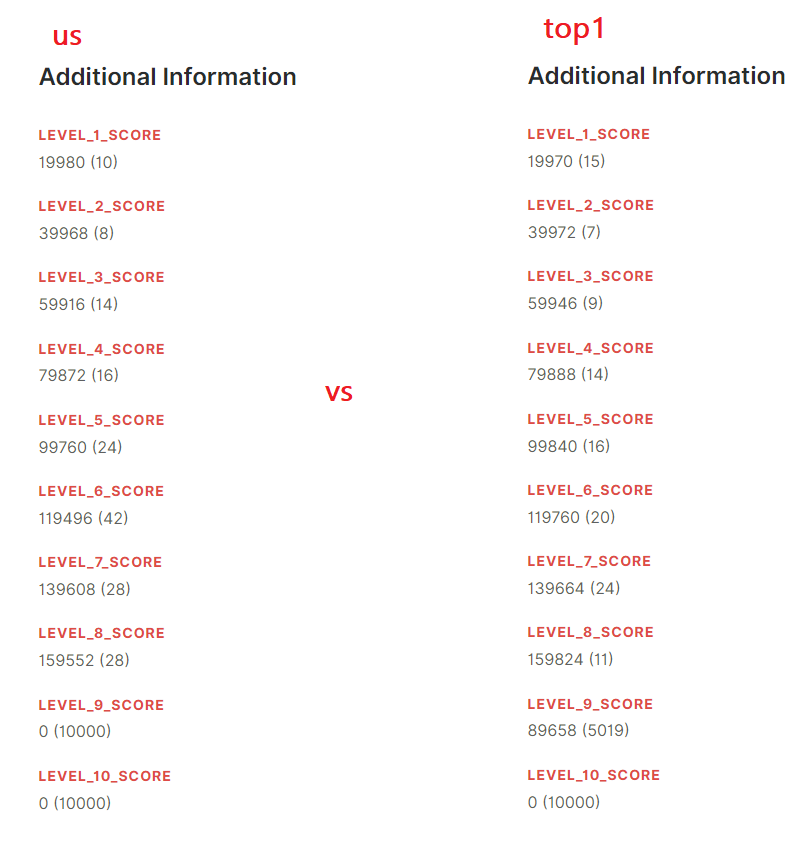 us
Additional Information
LEVEL_1_SCORE
19980 (10)
LEVEL_2_SCORE
39968 (8)
LEVEL_3_SCORE
59916 (14)
LEVEL_4_SCORE
79872 (16)
LEVEL_5_SCORE
99760 (24)
LEVEL_6_SCORE
119496 (42)
LEVEL_7_SCORE
139608 (28)
LEVEL_8_SCORE
159552 (28)
LEVEL_9_SCORE
0 (10000)
LEVEL_10_SCORE
0 (10000)
vs
top1
Additional Information
LEVEL_1_SCORE
19970 (15)
LEVEL_2_SCORE
39972 (7)
LEVEL_3_SCORE
59946 (9)
LEVEL_4_SCORE
79888 (14)
LEVEL_5_SCORE
99840 (16)
LEVEL_6_SCORE
119760 (20)
LEVEL_7_SCORE
139664 (24)
LEVEL_8_SCORE
159824 (11)
LEVEL_9_SCORE
89658 (5019)
LEVEL_10_SCORE
0 (10000)